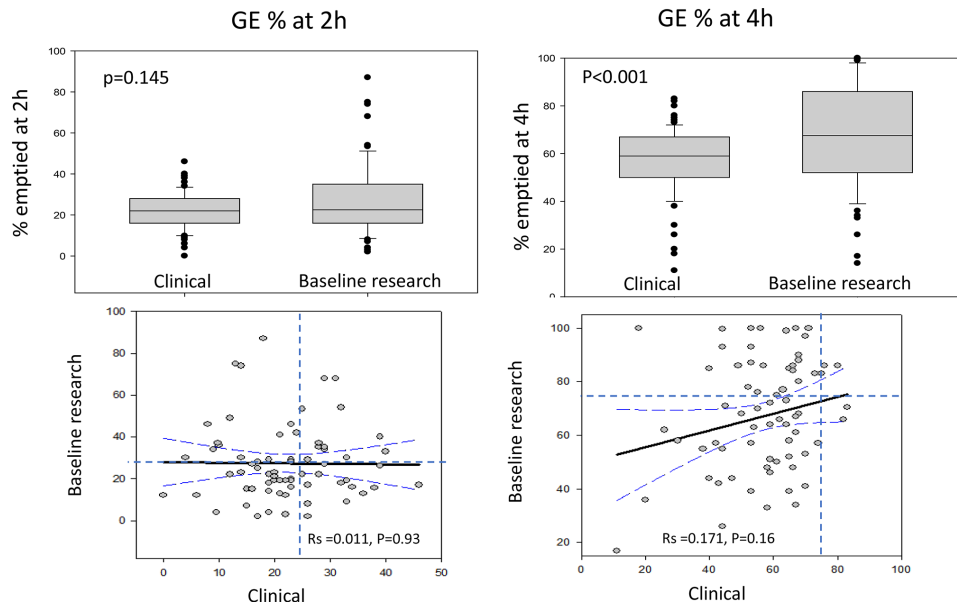 GE % at 2h
GE % at 4h
% emptied at 2h
100
80
60
40
20
0
p=0.145
Clinical
Baseline research
% emptied at 4h
100
80
60
40
20
0
P<0.001
Clinical
Baseline research
Baseline research
100
80
60
40
20
0
Rs =0.011, P=0.93
0
10
20
30
40
50
Clinical
Baseline research
100
80
60
40
20
Rs =0.171, P=0.16
0
20
40
60
80
100
Clinical